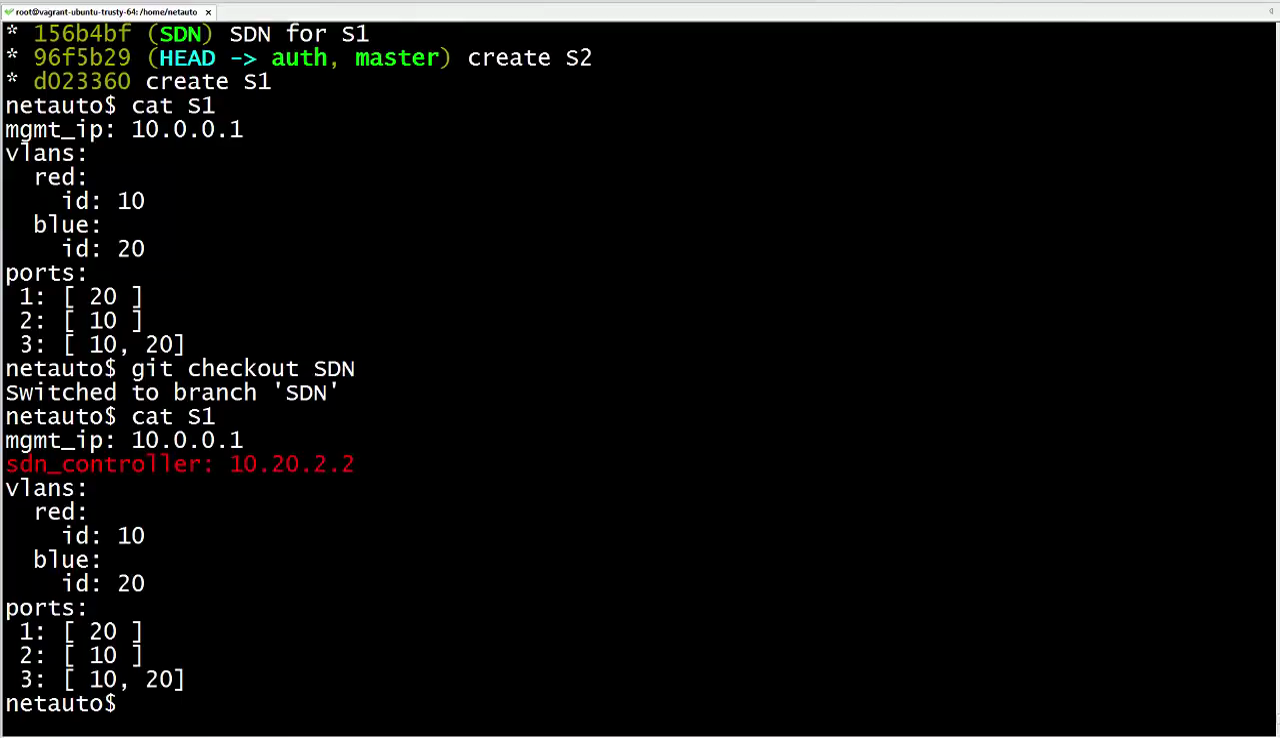 root@vagrant-ubuntu-trusty-64: /home/netauto ×
* 156b4bf (SDN) SDN for S1
* 96f5b29 (HEAD -> auth, master) create S2
* d023360 create S1
netauto$ cat S1
mgmt_ip: 10.0.0.1
vlans:
  red:
    id: 10
  blue:
    id: 20
ports:
 1: [ 20 ]
 2: [ 10 ]
 3: [ 10, 20]
netauto$ git checkout SDN
Switched to branch 'SDN'
netauto$ cat S1
mgmt_ip: 10.0.0.1
sdn_controller: 10.20.2.2
vlans:
  red:
    id: 10
  blue:
    id: 20
ports:
 1: [ 20 ]
 2: [ 10 ]
 3: [ 10, 20]
netauto$